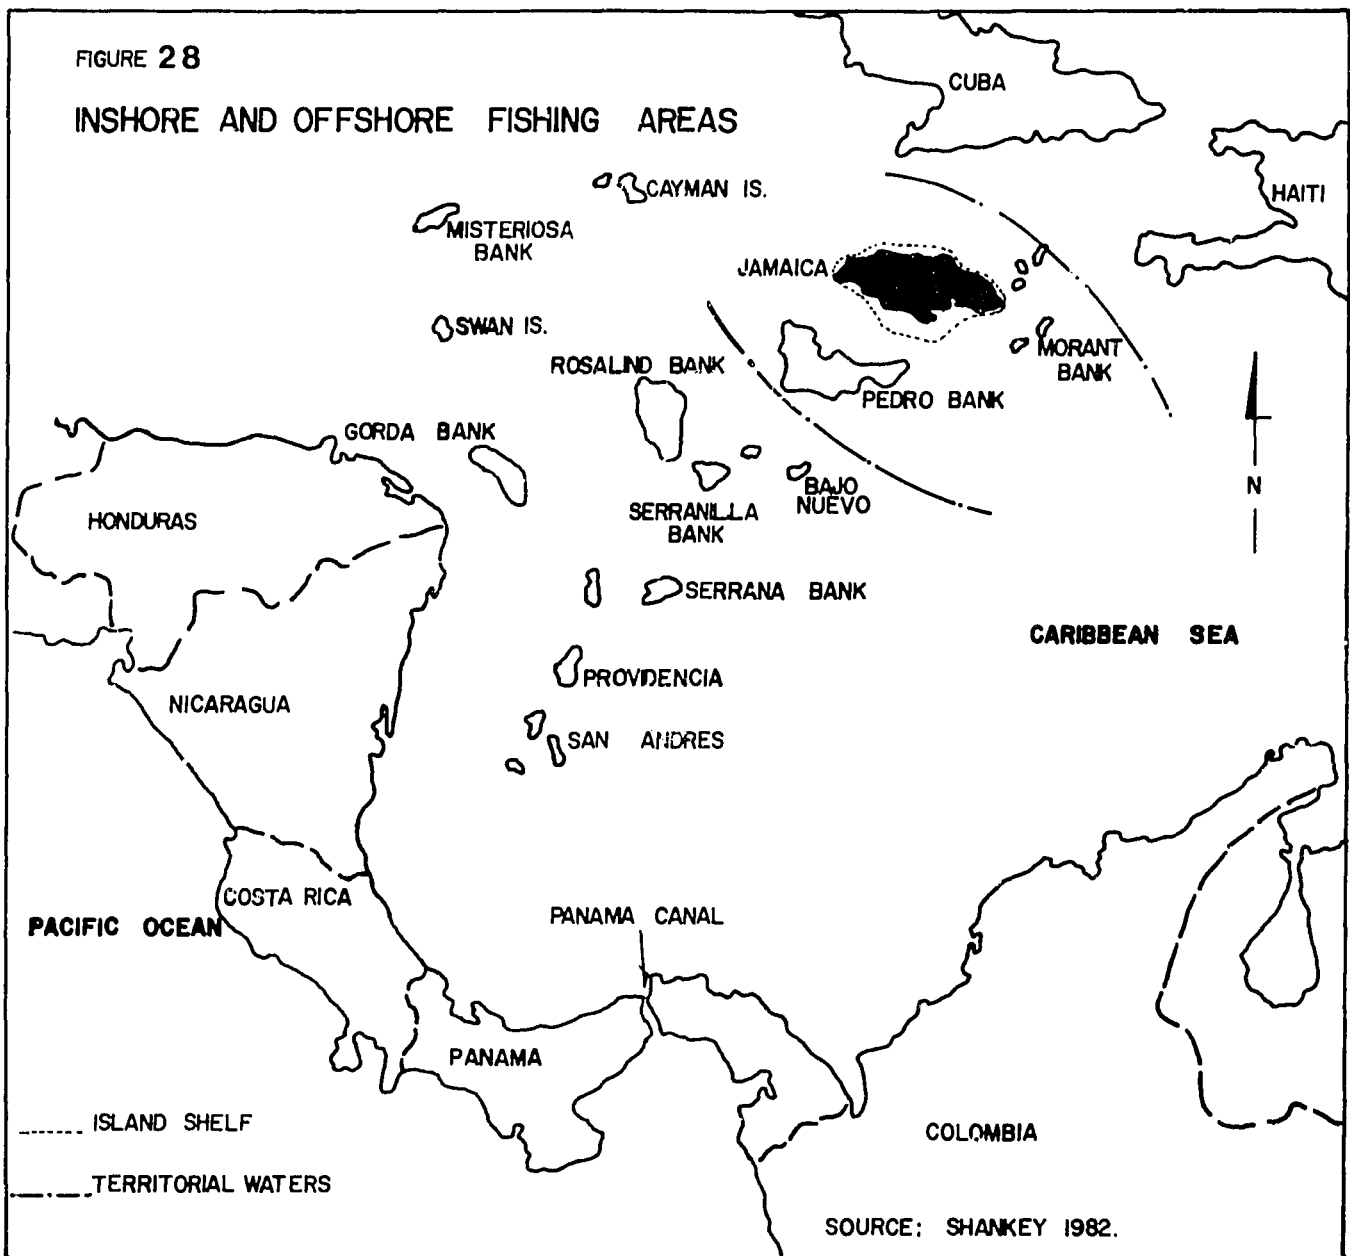 FIGURE 28
INSHORE AND OFFSHORE FISHING AREAS
CUBA
HAITI
CAYMAN IS.
MISTERIOSA
BANK
JAMAICA
SWAN IS.
MORANT
BANK
ROSALIND BANK
PEDRO BANK
GORDA BANK
N
BAJO
NUEVO
SERRANILLA
BANK
HONDURAS
SERRANA BANK
CARIBBEAN SEA
PROVIDENCIA
NICARAGUA
SAN ANDRES
COSTA RICA
PANAMA CANAL
PACIFIC OCEAN
PANAMA
ISLAND SHELF
COLOMBIA
TERRITORIAL WATERS
SOURCE: SHANKEY 1982.